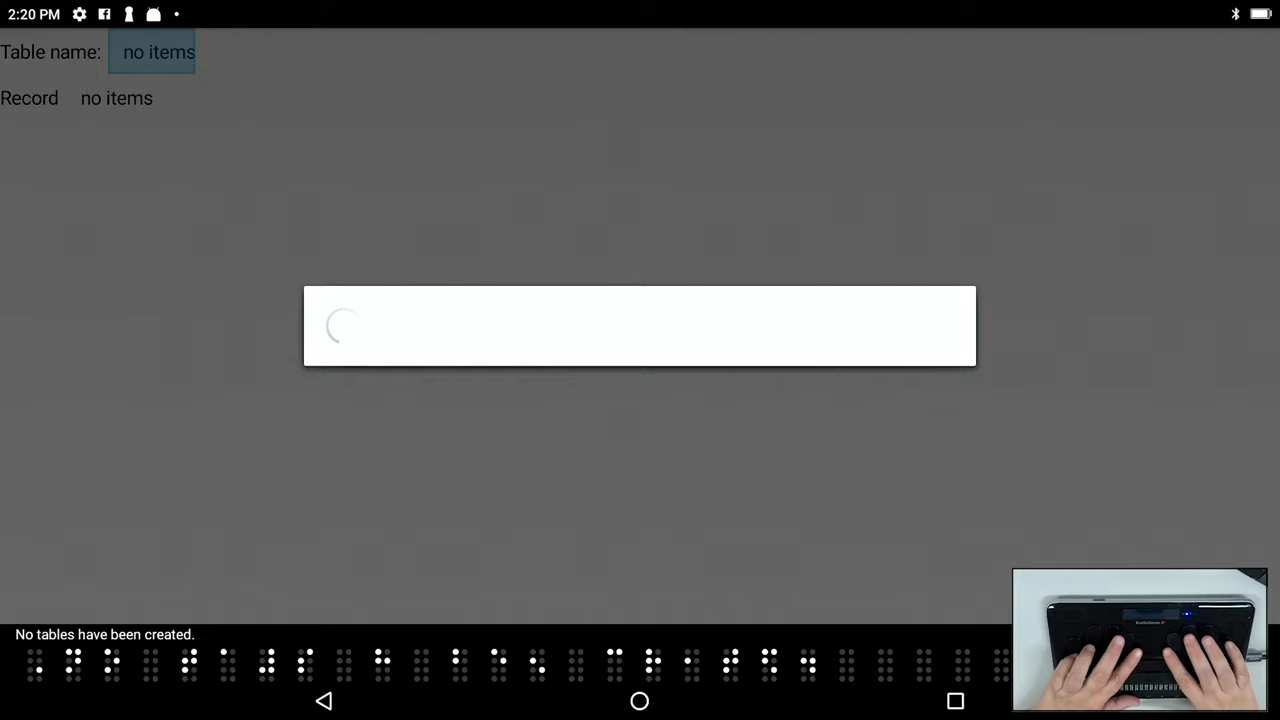 2:20 PM
Table name: no items
Record no items
No tables have been created.